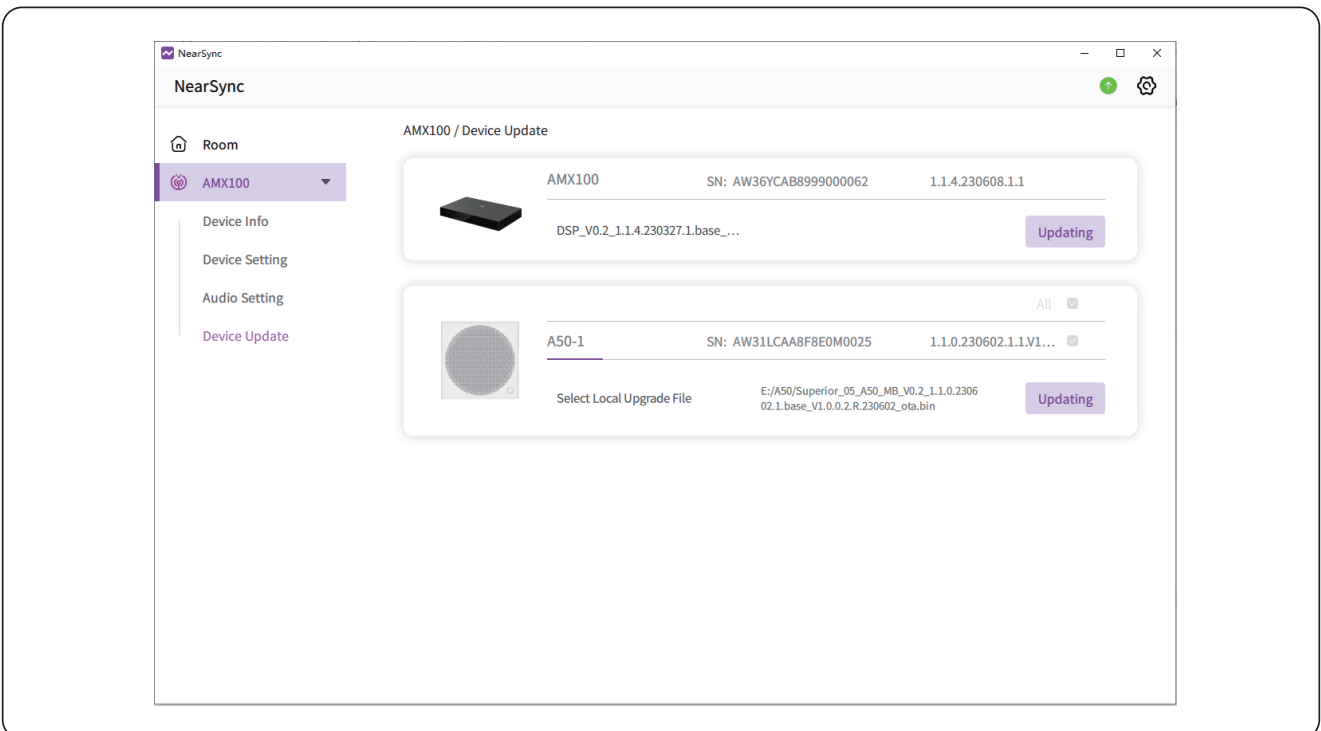 NearSync
NearSync
Room
AMX100
Device Info
Device Setting
Audio Setting
Device Update
AMX100 / Device Update
AMX100 SN: AW36YCAB8999000062 1.1.4.230608.1.1
DSP_V0.2_1.1.4.230327.1.base_... Updating
All
A50-1 SN: AW31LCAA8F8E0M0025 1.1.0.230602.1.1.V1...
Select Local Upgrade File
E:/A50/Superior_05_A50_MB_V0.2_1.1.0.2306
02.1.base_V1.0.0.2.R.230602_ota.bin
Updating